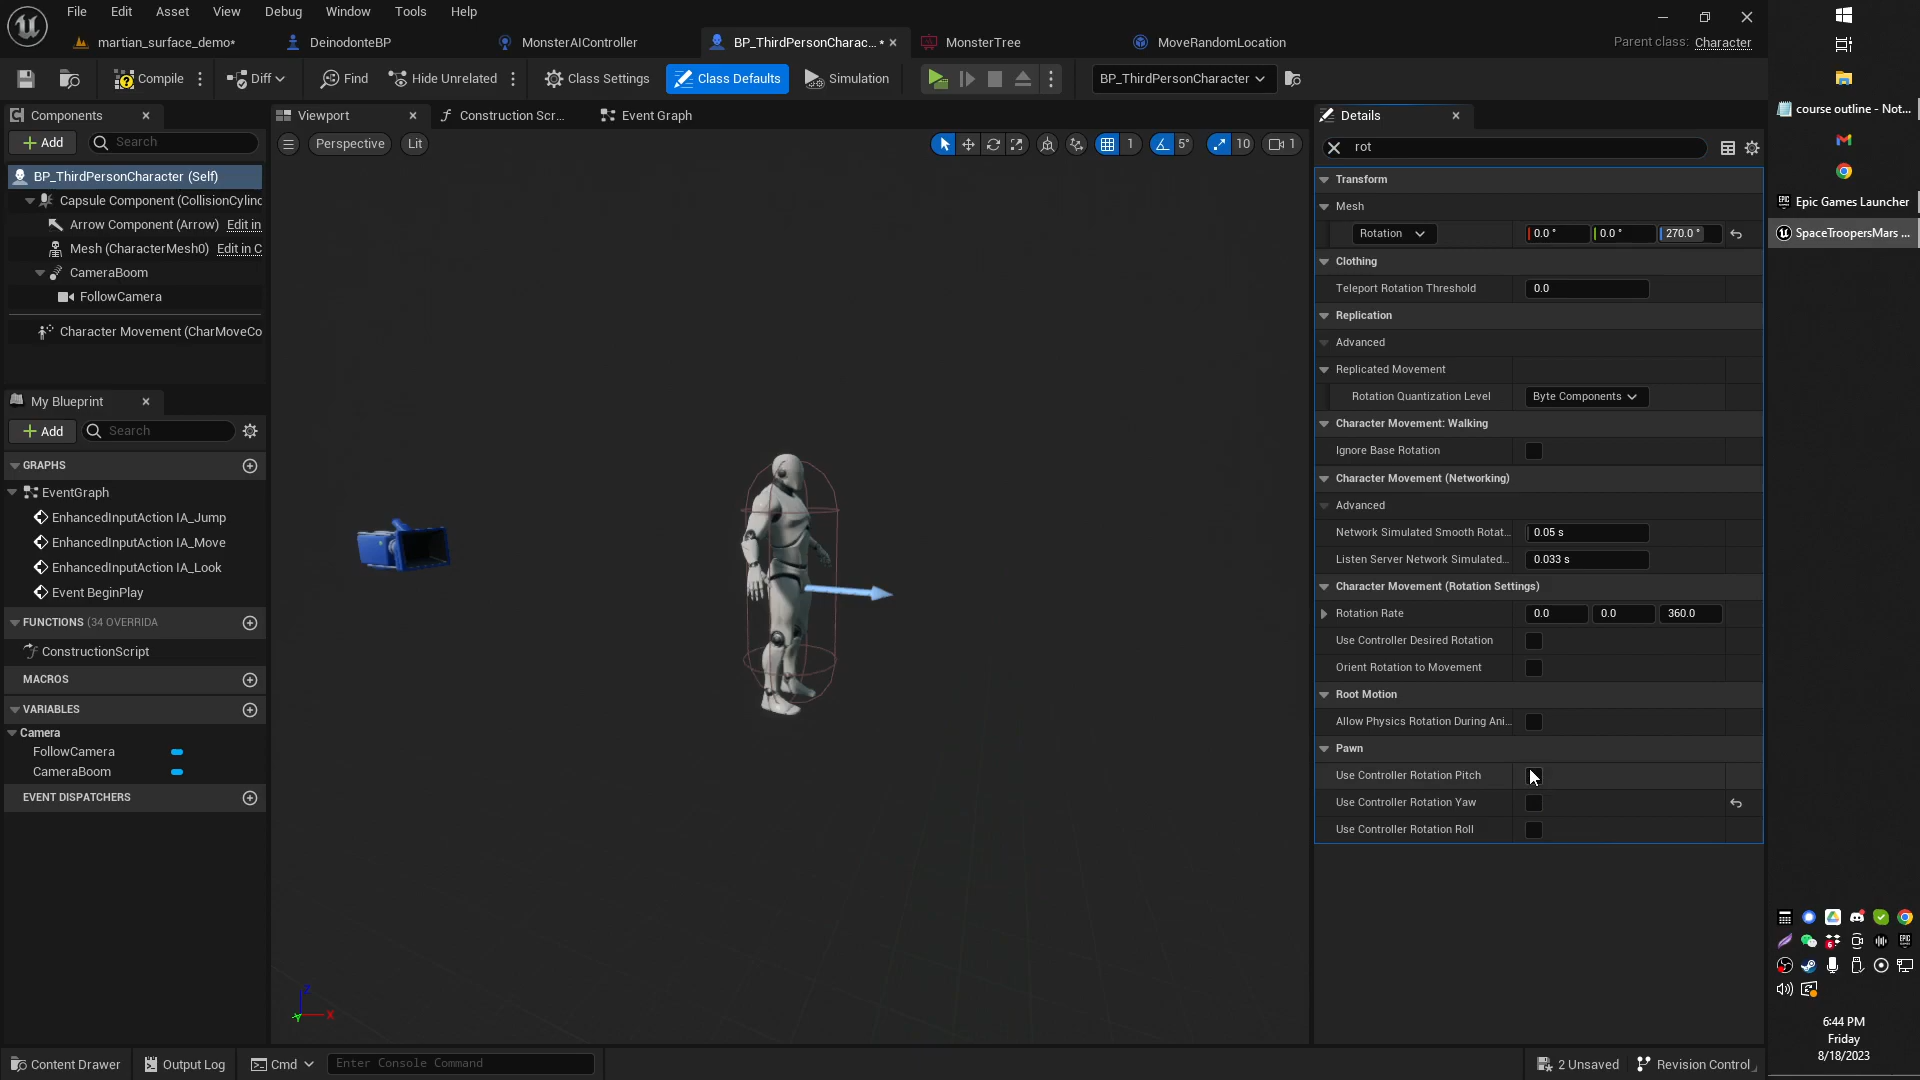 File Edit Asset View Debug Window Tools Help
martian_surface_demo* DeinodonteBP MonsterAIController BP_ThirdPersonCharac...* MonsterTree MoveRandomLocation Parent class: Character
Compile Diff Find Hide Unrelated Class Settings Class Defaults Simulation BP_ThirdPersonCharacter
Components
Add Search
BP_ThirdPersonCharacter (Self)
Capsule Component (CollisionCylinc
Arrow Component (Arrow) Edit in
Mesh (CharacterMesh0) Edit in C
CameraBoom
FollowCamera
Character Movement (CharMoveCo
My Blueprint
Add Search
GRAPHS
EventGraph
EnhancedInputAction IA_Jump
EnhancedInputAction IA_Move
EnhancedInputAction IA_Look
Event BeginPlay
FUNCTIONS (34 OVERRIDA
ConstructionScript
MACROS
VARIABLES
Camera
FollowCamera
CameraBoom
EVENT DISPATCHERS
Viewport Construction Scr... Event Graph
Perspective Lit 1 5° 10 1
Z
X
Y
Details
rot
Transform
Mesh
Rotation 0.0 ° 0.0 ° 270.0 °
Clothing
Teleport Rotation Threshold 0.0
Replication
Advanced
Replicated Movement
Rotation Quantization Level Byte Components
Character Movement: Walking
Ignore Base Rotation
Character Movement (Networking)
Advanced
Network Simulated Smooth Rotat... 0.05 s
Listen Server Network Simulated... 0.033 s
Character Movement (Rotation Settings)
Rotation Rate 0.0 0.0 360.0
Use Controller Desired Rotation
Orient Rotation to Movement
Root Motion
Allow Physics Rotation During Ani...
Pawn
Use Controller Rotation Pitch
Use Controller Rotation Yaw
Use Controller Rotation Roll
Content Drawer Output Log Cmd Enter Console Command 2 Unsaved Revision Control
course outline - Not...
Epic Games Launcher
SpaceTroopersMars ...
6:44 PM
Friday
8/18/2023